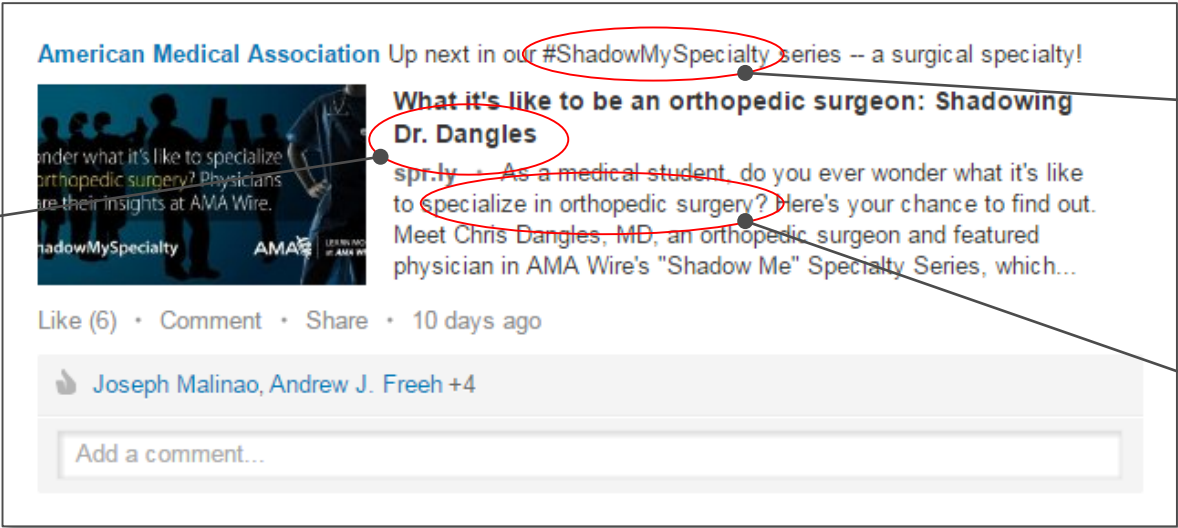 American Medical Association Up next in our #ShadowMySpecialty series -- a surgical specialty!
onder what it's like to specialize
orthopedic surgery? Physicians
are their insights at AMA Wire.
hadowMySpecialty
AMA
LEARN MO
at AMA W
What it's like to be an orthopedic surgeon: Shadowing
Dr. Dangles
spr.ly · As a medical student, do you ever wonder what it's like
to specialize in orthopedic surgery? Here's your chance to find out.
Meet Chris Dangles, MD, an orthopedic surgeon and featured
physician in AMA Wire's "Shadow Me" Specialty Series, which...
Like (6) · Comment · Share · 10 days ago
Joseph Malinao, Andrew J. Freeh +4
Add a comment...